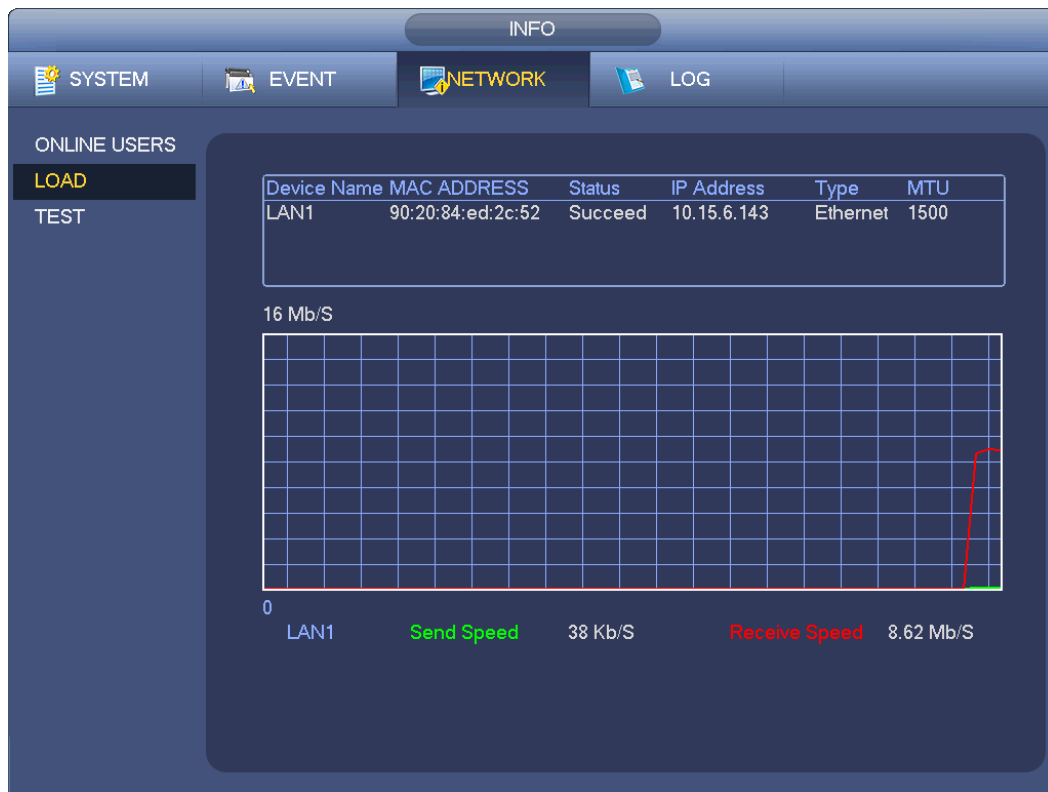 INFO
SYSTEM EVENT NETWORK LOG
ONLINE USERS
LOAD
TEST
Device Name MAC ADDRESS Status IP Address Type MTU
LAN1 90:20:84:ed:2c:52 Succeed 10.15.6.143 Ethernet 1500
16 Mb/S
0
LAN1 Send Speed 38 Kb/S Receive Speed 8.62 Mb/S